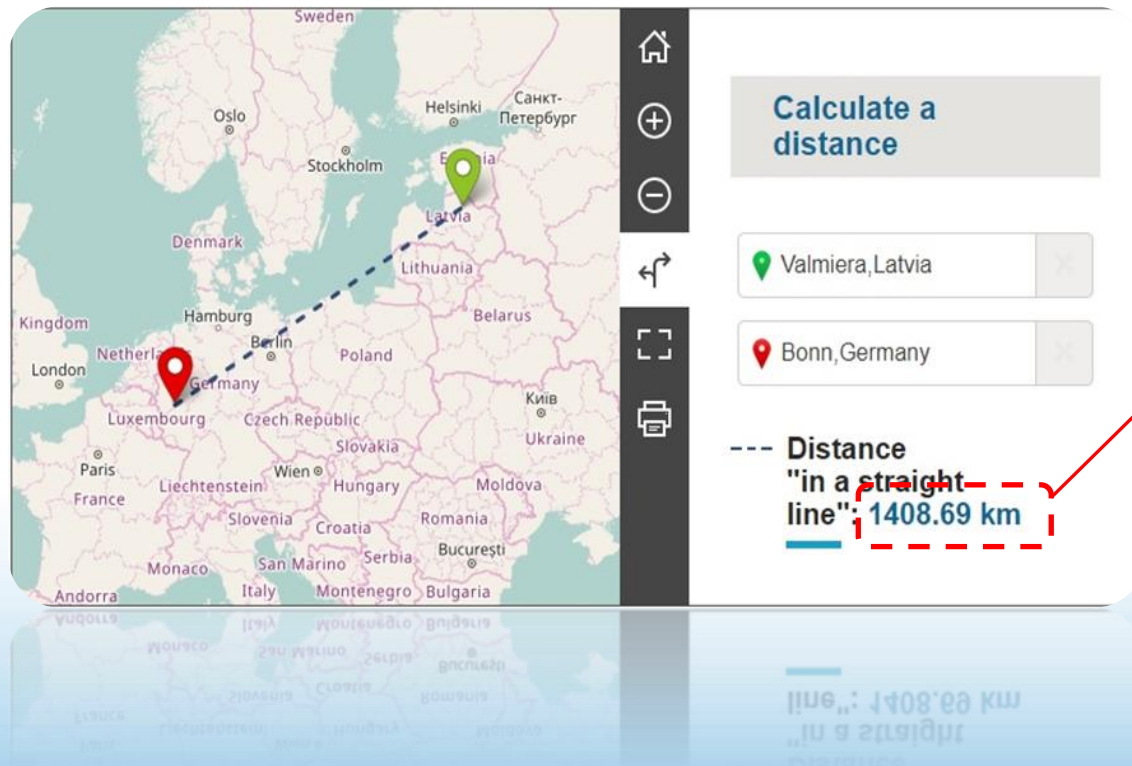 Sweden
Oslo
Helsinki
Санкт-
Петербург
Stockholm
Latvia
Denmark
Lithuania
Kingdom
Hamburg
Belarus
Berlin
Poland
London
Germany
Luxembourg
Czech Republic
Київ
Slovakia
Ukraine
Paris
Wien
France
Liechtenstein
Hungary
Moldova
Slovenia
Croatia
Romania
Monaco
San Marino
Serbia
București
Andorra
Italy
Montenegro
Bulgaria
Calculate a
distance
Valmiera,Latvia
Bonn,Germany
Distance
"in a straight
line": 1408.69 km